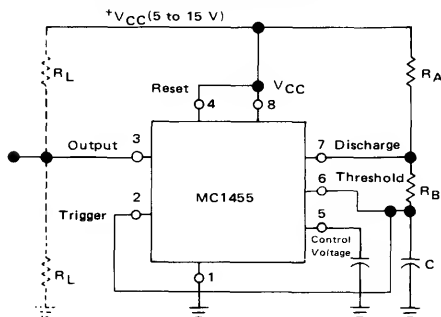 +VCC (5 to 15 V)
RL
Reset
VCC
RA
4
8
Output
3
7
Discharge
6
Threshold
RB
2
MC1455
Trigger
5
Control
Voltage
C
RL
1